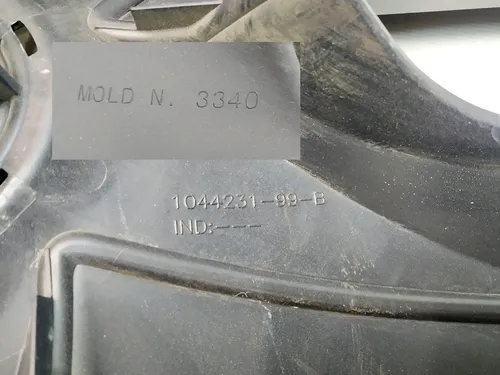 MOLD N. 3340
1044231-99-B
IND:---